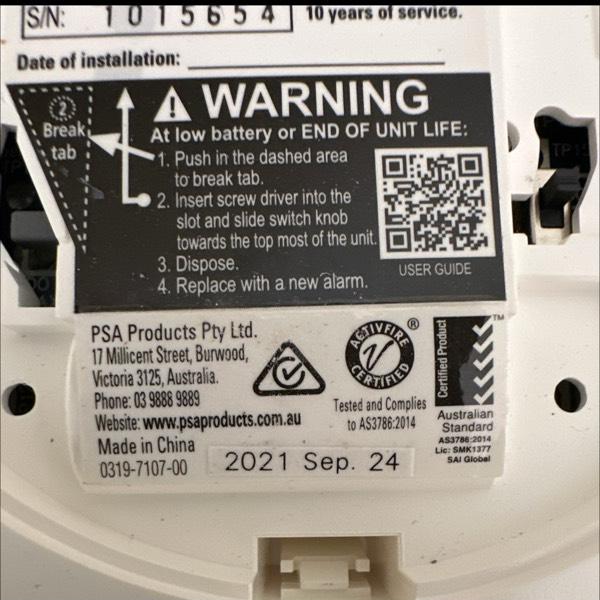 S/N: 1015654 10 years of service.
Date of installation:
2
Break
tab
WARNING
At low battery or END OF UNIT LIFE:
1. Push in the dashed area
to break tab.
2. Insert screw driver into the
slot and slide switch knob
towards the top most of the unit.
3. Dispose.
4. Replace with a new alarm.
USER GUIDE
PSA Products Pty Ltd.
17 Millicent Street, Burwood,
Victoria 3125, Australia.
Phone: 03 9888 9889
Website: www.psaproducts.com.au
Made in China
0319-7107-00
2021 Sep. 24
ACTIVFIRE ®
CERTIFIED
Tested and Complies
to AS3786:2014
Certified Product
TM
Australian
Standard
AS3786:2014
Lic: SMK1377
SAI Global